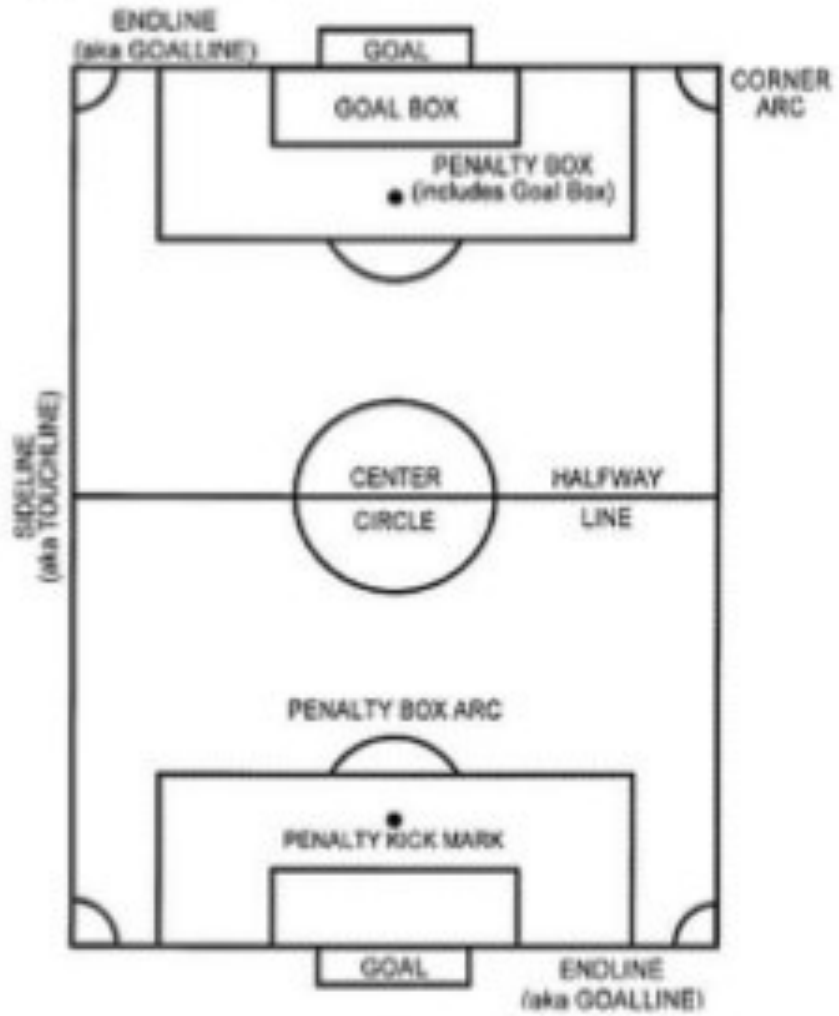 ENDLINE
(aka GOALLINE)
GOAL
CORNER
ARC
GOAL BOX
PENALTY BOX
(includes Goal Box)
SIDELINE
(aka TOUCHLINE)
CENTER
CIRCLE
HALFWAY
LINE
PENALTY BOX ARC
PENALTY KICK MARK
GOAL
ENDLINE
(aka GOALLINE)